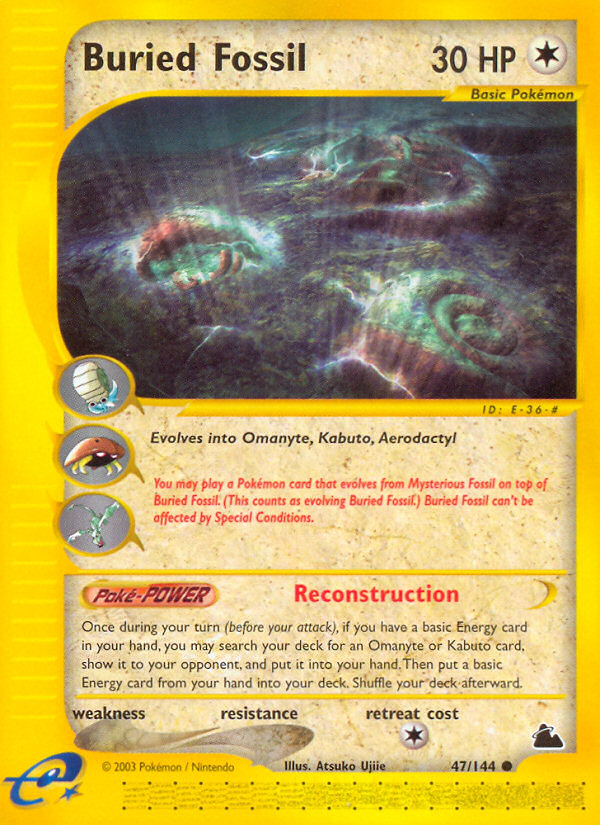 Buried Fossil
30 HP
Basic Pokémon
ID: E-36-#
Evolves into Omanyte, Kabuto, Aerodactyl
You may play a Pokémon card that evolves from Mysterious Fossil on top of
Buried Fossil. (This counts as evolving Buried Fossil.) Buried Fossil can't be
affected by Special Conditions.
Poké-POWER Reconstruction
Once during your turn (before your attack), if you have a basic Energy card
in your hand, you may search your deck for an Omanyte or Kabuto card,
show it to your opponent, and put it into your hand. Then put a basic
Energy card from your hand into your deck. Shuffle your deck afterward.
weakness resistance retreat cost
© 2003 Pokémon / Nintendo Illus. Atsuko Ujiie 47/144
e